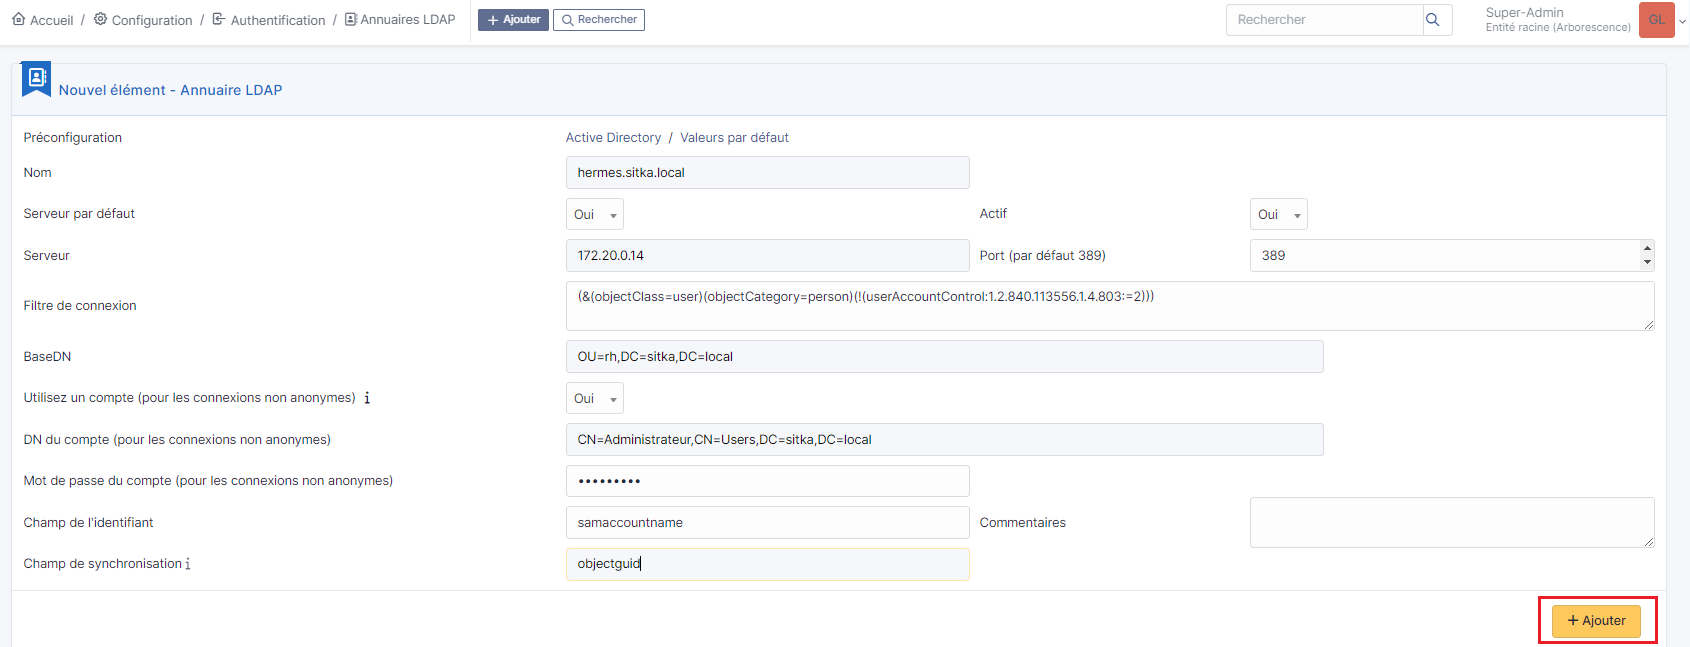 Accueil / Configuration / Authentification / Annuaires LDAP + Ajouter Rechercher Rechercher Super-Admin GL
Entité racine (Arborescence)
Nouvel élément - Annuaire LDAP
Préconfiguration Active Directory / Valeurs par défaut
Nom hermes.sitka.local
Serveur par défaut Oui Actif Oui
Serveur 172.20.0.14 Port (par défaut 389) 389
Filtre de connexion (&(objectClass=user)(objectCategory=person)(!(userAccountControl:1.2.840.113556.1.4.803:=2)))
BaseDN OU=rh,DC=sitka,DC=local
Utilisez un compte (pour les connexions non anonymes) i Oui
DN du compte (pour les connexions non anonymes) CN=Administrateur,CN=Users,DC=sitka,DC=local
Mot de passe du compte (pour les connexions non anonymes) •••••••••
Champ de l'identifiant samaccountname Commentaires
Champ de synchronisation i objectguid
+ Ajouter